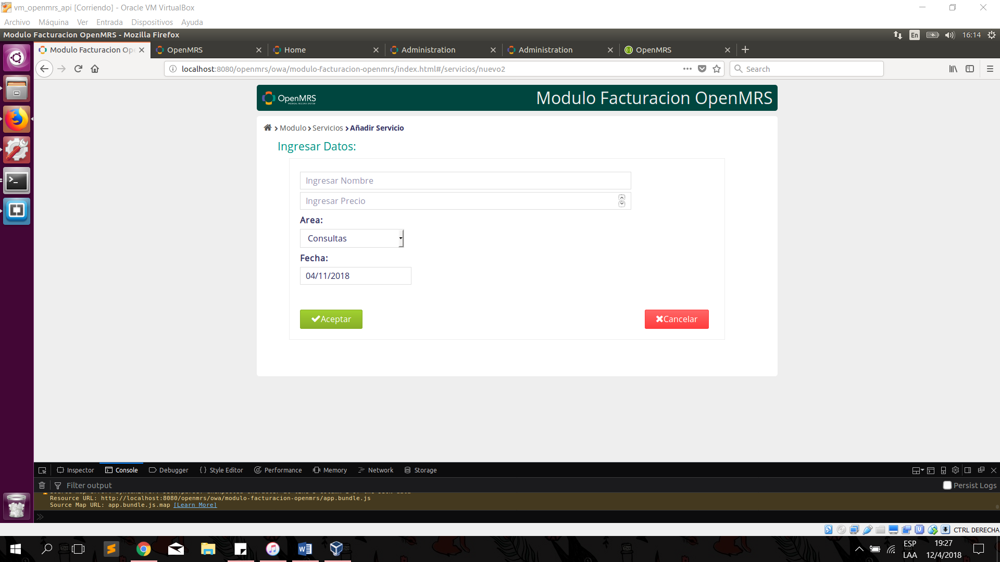 vm_openmrs_api [Corriendo] - Oracle VM VirtualBox
Archivo Máquina Ver Entrada Dispositivos Ayuda
Modulo Facturacion OpenMRS - Mozilla Firefox
En 16:14
Modulo Facturacion Ope OpenMRS Home Administration Administration OpenMRS
localhost:8080/openmrs/owa/modulo-facturacion-openmrs/index.html#/servicios/nuevo2
Search
OpenMRS
MEDICAL RECORD SYSTEM
Modulo Facturacion OpenMRS
Modulo Servicios Añadir Servicio
Ingresar Datos:
Ingresar Nombre
Ingresar Precio
Area:
Consultas
Fecha:
04/11/2018
Aceptar
Cancelar
Inspector Console Debugger Style Editor Performance Memory Network Storage
Filter output
Persist Logs
Resource URL: http://localhost:8080/openmrs/owa/modulo-facturacion-openmrs/app.bundle.js
Source Map URL: app.bundle.js.map [Learn More]
CTRL DERECHA
ESP
LAA
19:27
12/4/2018